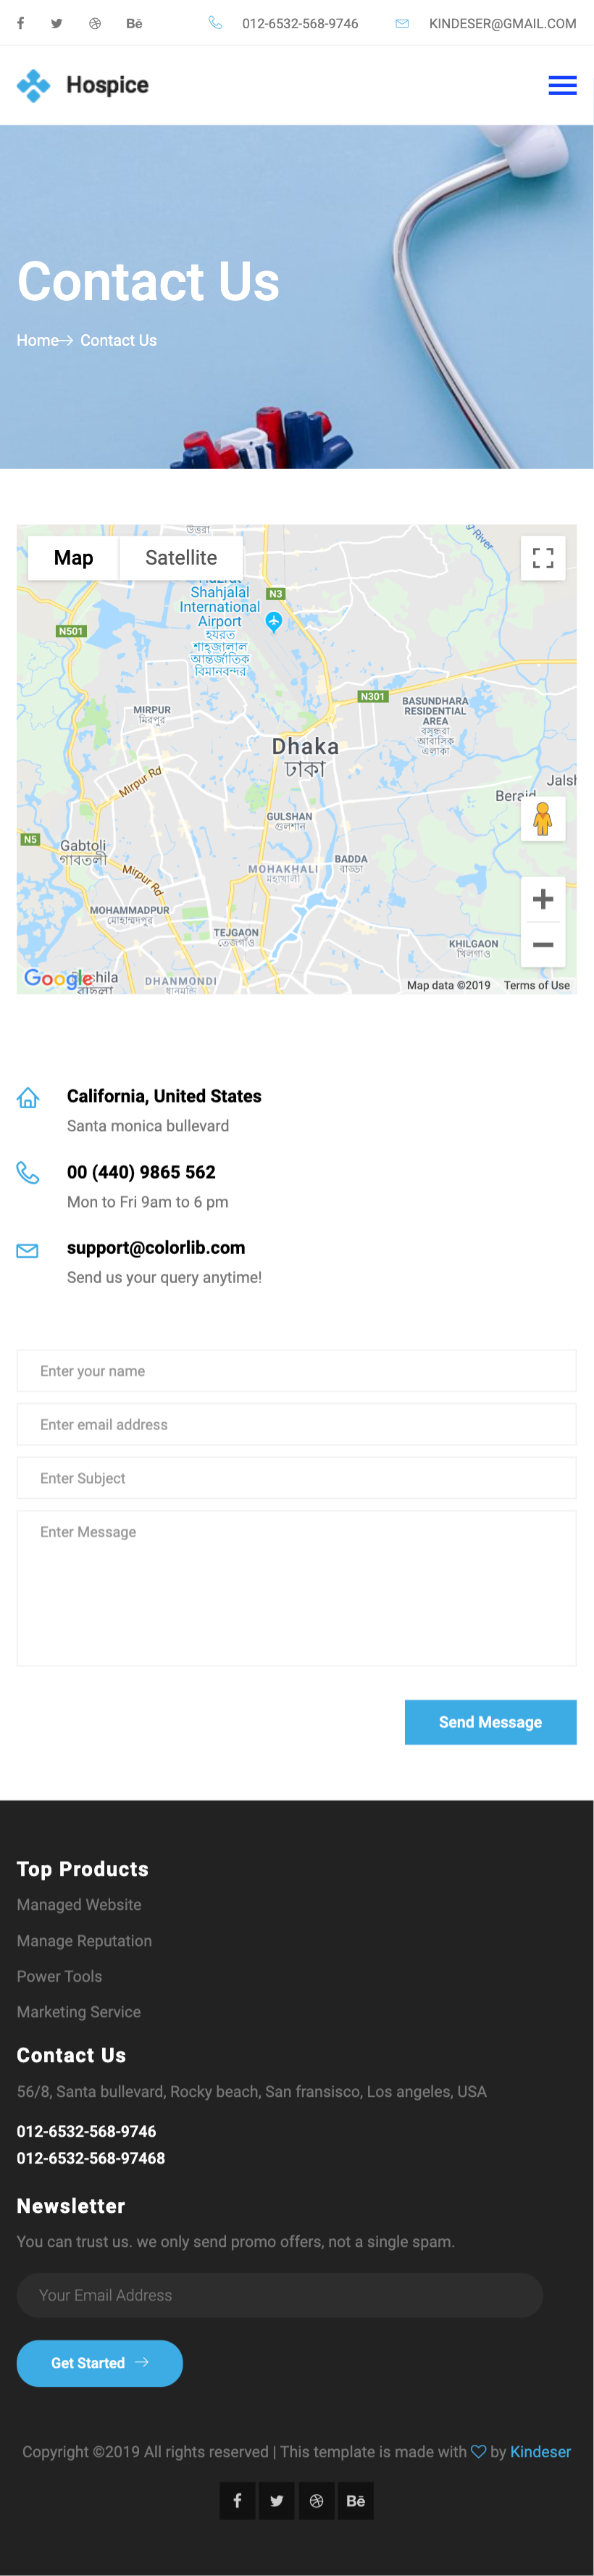 012-6532-568-9746
KINDESER@GMAIL.COM
Hospice
Contact Us
Home Contact Us
উত্তরা
Map
Satellite
Hazrat
Shahjalal
International
Airport
হযরত
শাহজালাল
আন্তর্জাতিক
বিমানবন্দর
River
N3
N501
N301
MIRPUR
মিরপুর
BASUNDHARA
RESIDENTIAL
AREA
বসুন্ধরা
আবাসিক
এলাকা
Dhaka
ঢাকা
Mirpur Rd
Beraid
GULSHAN
গুলশান
N5
Gabtoli
গাবতলী
BADDA
বাড্ডা
MOHAKHALI
মহাখালী
Mirpur Rd
MOHAMMADPUR
মোহাম্মদপুর
TEJGAON
তেজগাঁও
KHILGAON
খিলগাঁও
Google
DHANMONDI
ধানমন্ডি
Map data ©2019
Terms of Use
California, United States
Santa monica bullevard
00 (440) 9865 562
Mon to Fri 9am to 6 pm
support@colorlib.com
Send us your query anytime!
Enter your name
Enter email address
Enter Subject
Enter Message
Send Message
Top Products
Managed Website
Manage Reputation
Power Tools
Marketing Service
Contact Us
56/8, Santa bullevard, Rocky beach, San fransisco, Los angeles, USA
012-6532-568-9746
012-6532-568-97468
Newsletter
You can trust us. we only send promo offers, not a single spam.
Your Email Address
Get Started
Copyright ©2019 All rights reserved | This template is made with by Kindeser
Bē